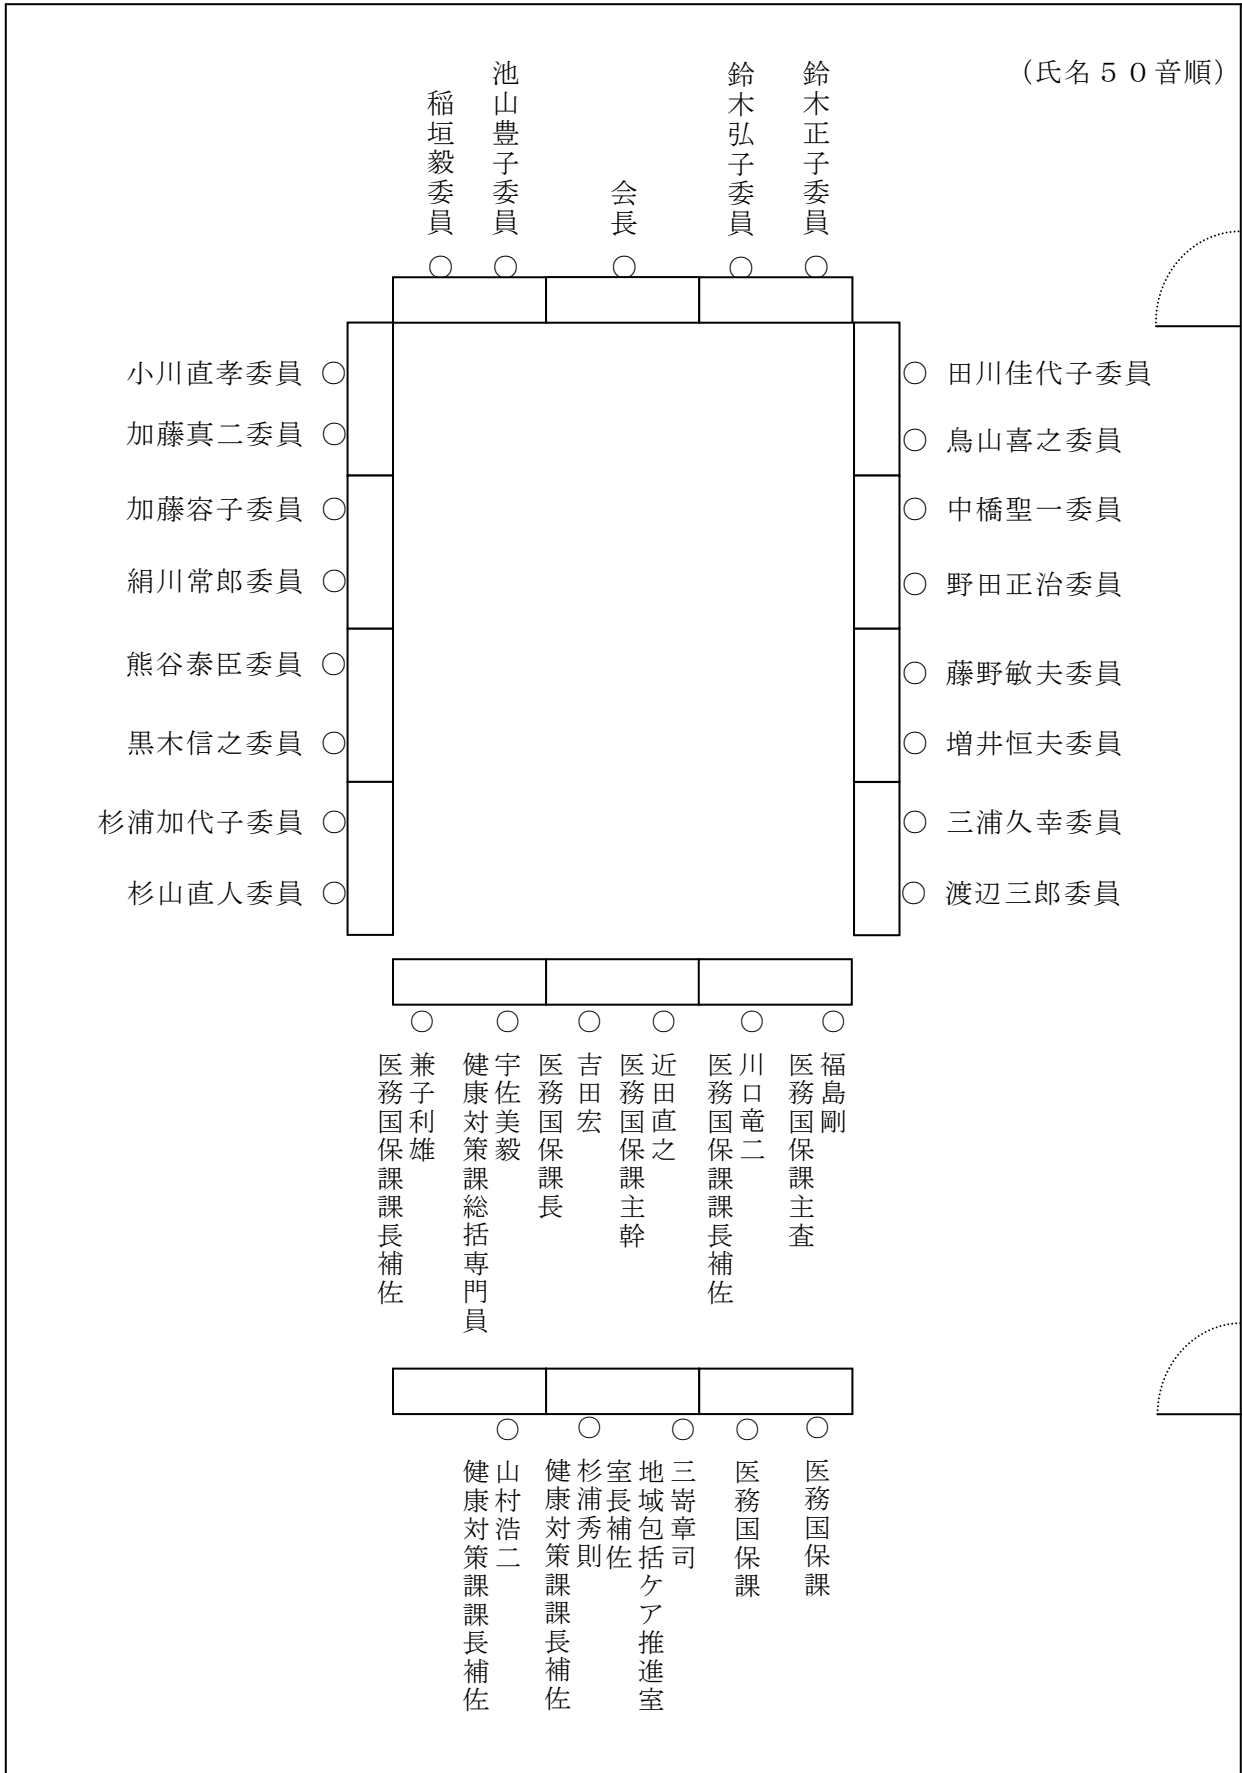 （氏名５０音順）
稲垣毅委員
池山豊子委員
会長
鈴木弘子委員
鈴木正子委員
○
○
○
○
○
小川直孝委員 ○
加藤真二委員 ○
加藤容子委員 ○
絹川常郎委員 ○
熊谷泰臣委員 ○
黒木信之委員 ○
杉浦加代子委員 ○
杉山直人委員 ○
○ 田川佳代子委員
○ 鳥山喜之委員
○ 中橋聖一委員
○ 野田正治委員
○ 藤野敏夫委員
○ 増井恒夫委員
○ 三浦久幸委員
○ 渡辺三郎委員
○
○
○
○
○
○
兼子利雄
医務国保課課長補佐
宇佐美毅
健康対策課総括専門員
吉田宏
医務国保課長
近田直之
医務国保課主幹
川口竜二
医務国保課課長補佐
福島剛
医務国保課主査
○
○
○
○
○
山村浩二
健康対策課課長補佐
杉浦秀則
健康対策課課長補佐
三嵜章司
地域包括ケア推進室
室長補佐
医務国保課
医務国保課